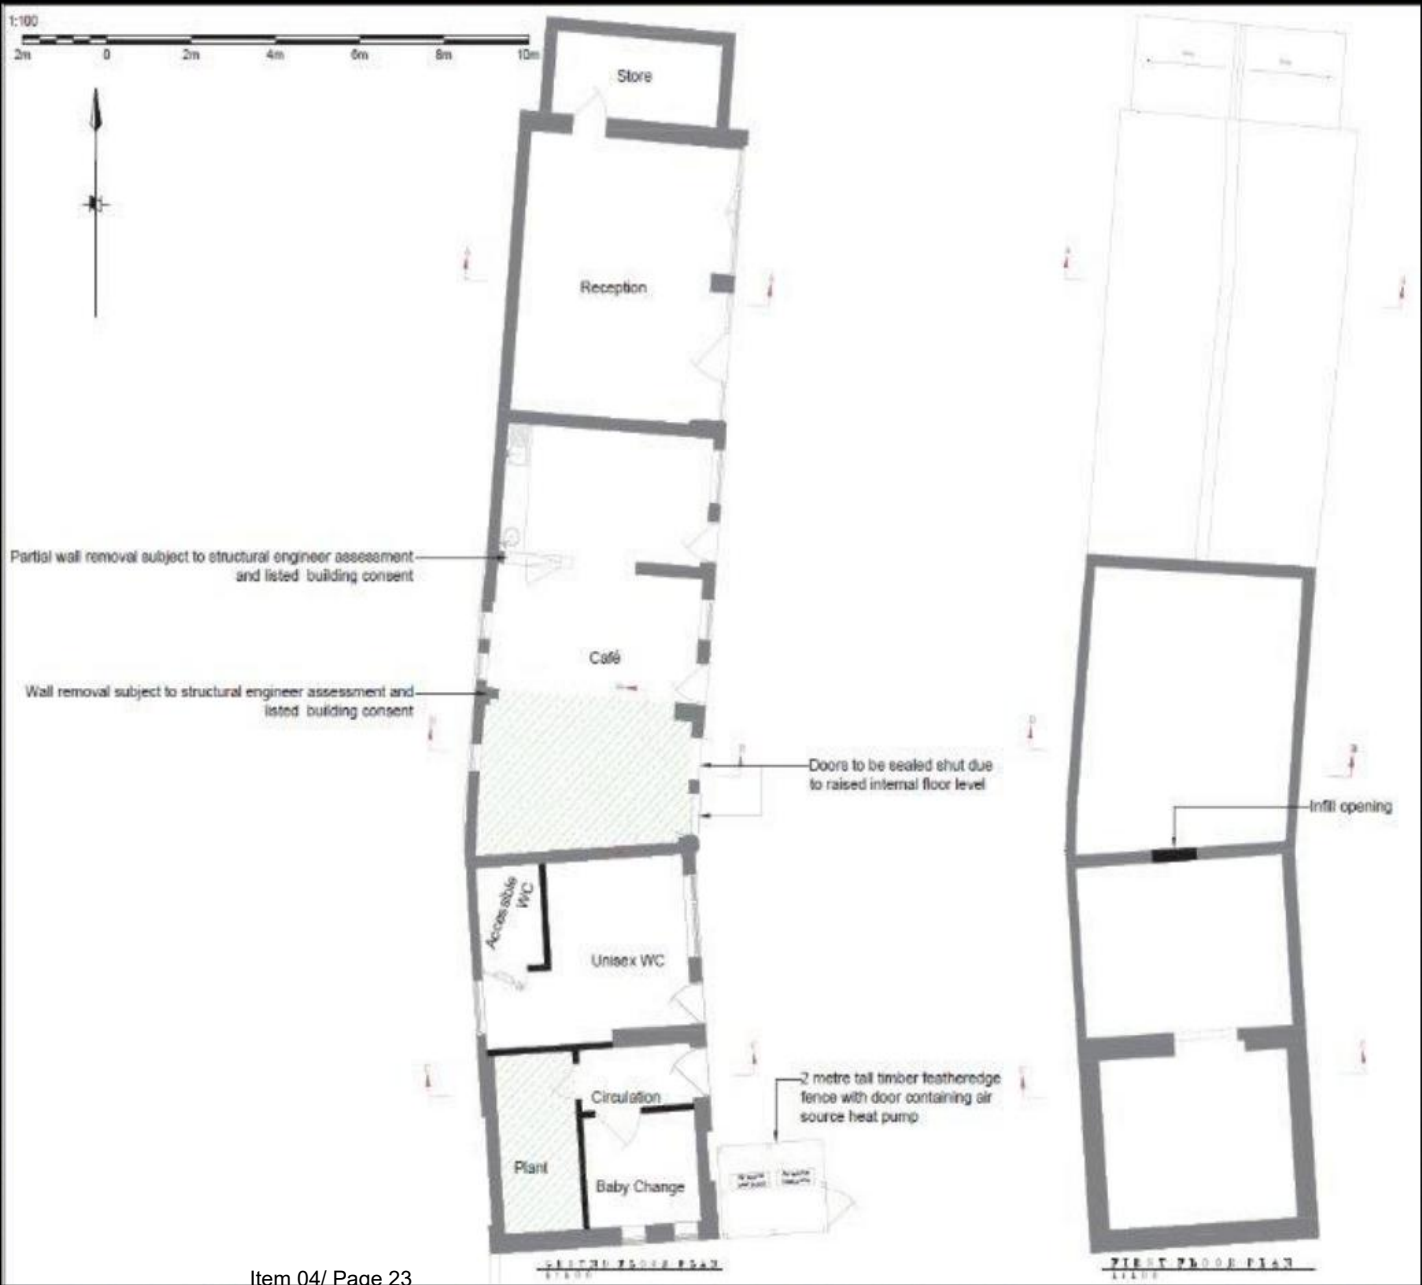 1:100
2m 0 2m 4m 6m 8m 10m
Store
Reception
Partial wall removal subject to structural engineer assessment
and listed building consent
Café
Wall removal subject to structural engineer assessment and
listed building consent
Doors to be sealed shut due
to raised internal floor level
Infill opening
Accessible
WC
Unisex WC
Circulation
2 metre tall timber featheredge
fence with door containing air
source heat pump
Plant
Baby Change
GROUND FLOOR PLAN
FIRST FLOOR PLAN
Item 04/ Page 23